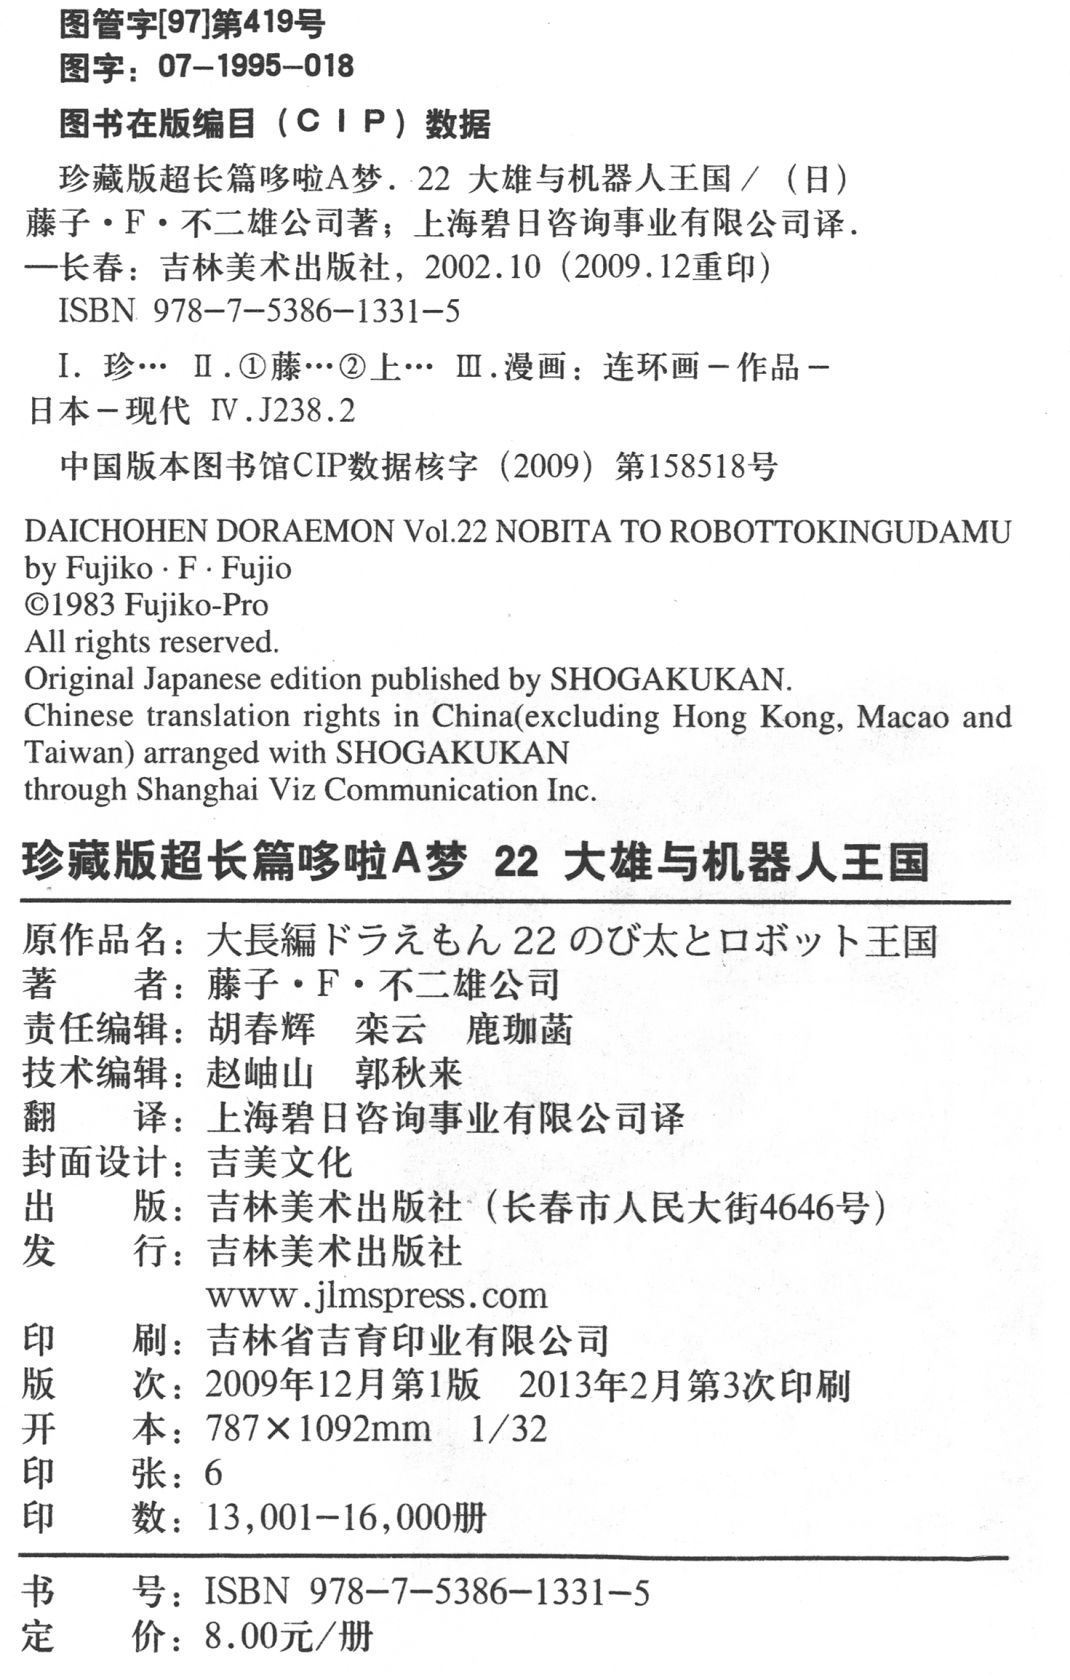 图管字[97]第419号
图字：07-1995-018
图书在版编目（CIP）数据
珍藏版超长篇哆啦A梦. 22 大雄与机器人王国／（日）
藤子·F·不二雄公司著；上海碧日咨询事业有限公司译.
—长春：吉林美术出版社，2002.10（2009.12重印）
ISBN 978-7-5386-1331-5
Ⅰ. 珍… Ⅱ.①藤…②上… Ⅲ.漫画：连环画－作品－
日本－现代 Ⅳ.J238.2
中国版本图书馆CIP数据核字（2009）第158518号
DAICHOHEN DORAEMON Vol.22 NOBITA TO ROBOTTOKINGUDAMU
by Fujiko · F · Fujio
©1983 Fujiko-Pro
All rights reserved.
Original Japanese edition published by SHOGAKUKAN.
Chinese translation rights in China(excluding Hong Kong, Macao and
Taiwan) arranged with SHOGAKUKAN
through Shanghai Viz Communication Inc.
珍藏版超长篇哆啦A梦 22 大雄与机器人王国
原作品名：大長編ドラえもん 22 のび太とロボット王国
著　　者：藤子·F·不二雄公司
责任编辑：胡春辉　栾云　鹿珈菡
技术编辑：赵岫山　郭秋来
翻　　译：上海碧日咨询事业有限公司译
封面设计：吉美文化
出　　版：吉林美术出版社（长春市人民大街4646号）
发　　行：吉林美术出版社
www.jlmspress.com
印　　刷：吉林省吉育印业有限公司
版　　次：2009年12月第1版　2013年2月第3次印刷
开　　本：787×1092mm　1/32
印　　张：6
印　　数：13,001-16,000册
书　　号：ISBN 978-7-5386-1331-5
定　　价：8.00元/册